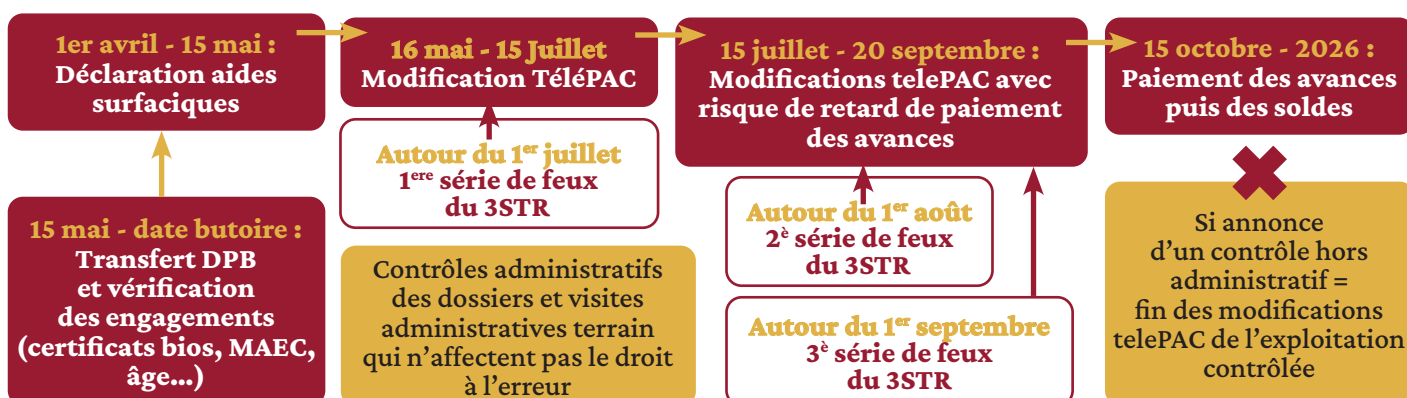 1er avril - 15 mai :
Déclaration aides
surfaciques
16 mai - 15 Juillet
Modification TéléPAC
15 juillet - 20 septembre :
Modifications telePAC avec
risque de retard de paiement
des avances
15 octobre - 2026 :
Paiement des avances
puis des soldes
15 mai - date butoire :
Transfert DPB
et vérification
des engagements
(certificats bios, MAEC,
âge...)
Autour du 1er juillet
1ere série de feux
du 3STR
Contrôles administratifs
des dossiers et visites
administratives terrain
qui n'affectent pas le droit
à l'erreur
Autour du 1er août
2è série de feux
du 3STR
Autour du 1er septembre
3è série de feux
du 3STR
Si annonce
d'un contrôle hors
administratif =
fin des modifications
telePAC de l'exploitation
contrôlée